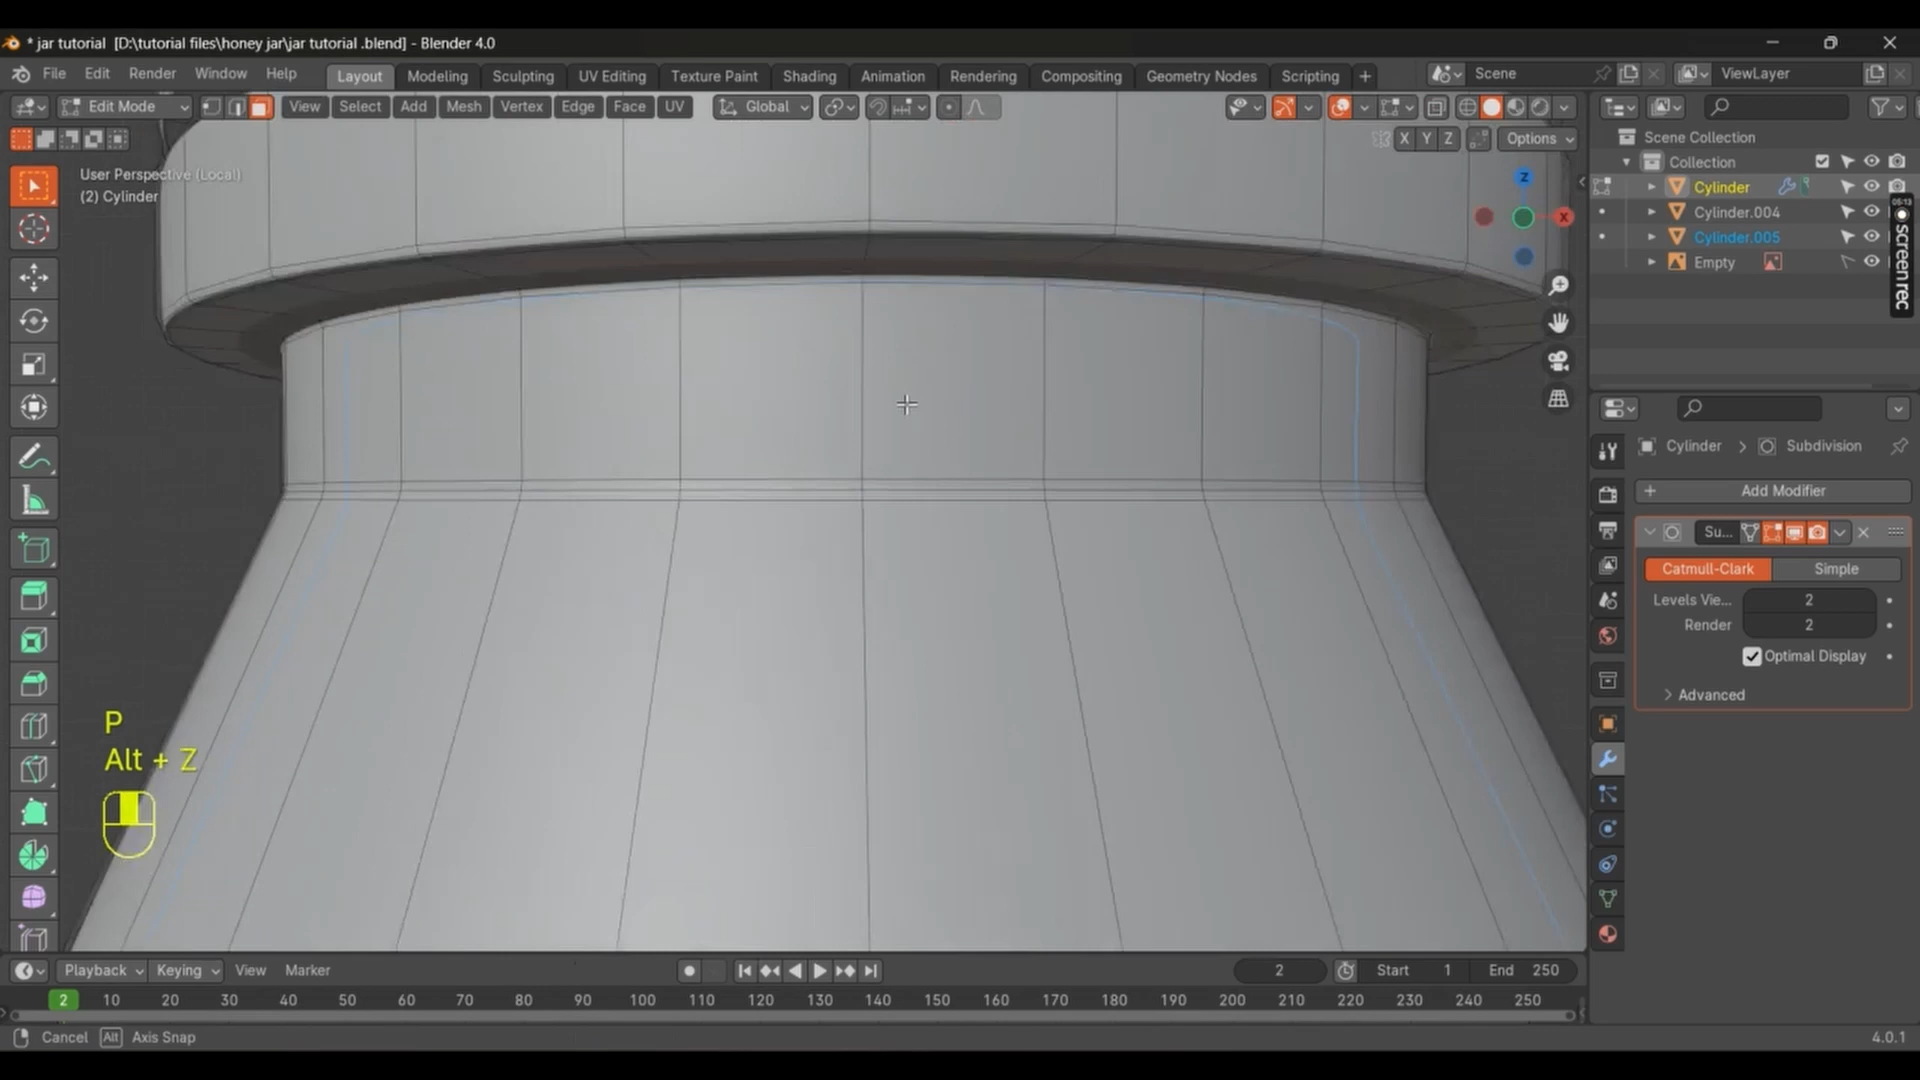 * jar tutorial [D:\tutorial files\honey jar\jar tutorial .blend] - Blender 4.0
File Edit Render Window Help Layout Modeling Sculpting UV Editing Texture Paint Shading Animation Rendering Compositing Geometry Nodes Scripting + Scene ViewLayer
Edit Mode View Select Add Mesh Vertex Edge Face UV Global
X Y Z Options
Scene Collection
Collection
Cylinder
Cylinder.004
Cylinder.005
Empty
05:13
screenrec
User Perspective (Local)
(2) Cylinder
Z
X
Cylinder > Subdivision
+ Add Modifier
Su...
Catmull-Clark Simple
Levels Vie... 2
Render 2
Optimal Display
> Advanced
P
Alt + Z
Playback Keying View Marker 2 Start 1 End 250
2 10 20 30 40 50 60 70 80 90 100 110 120 130 140 150 160 170 180 190 200 210 220 230 240 250
Cancel Alt Axis Snap 4.0.1